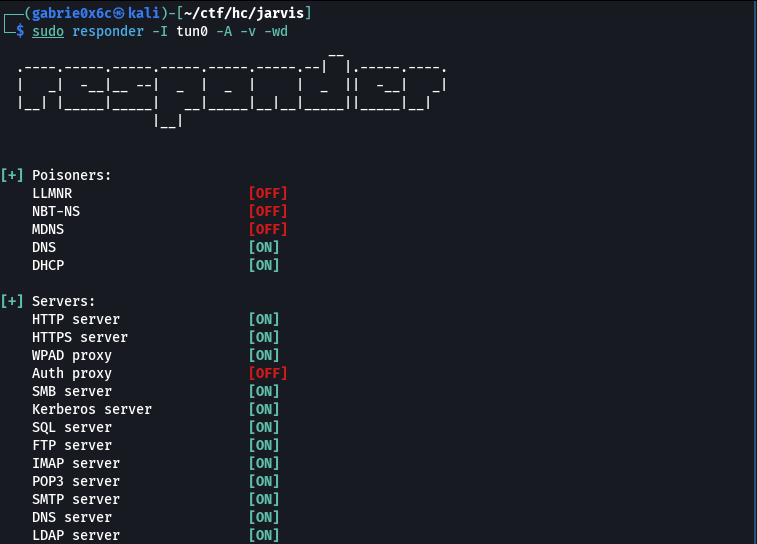 ┌──(gabrie0x6c㉿kali)-[~/ctf/hc/jarvis]
└─$ sudo responder -I tun0 -A -v -wd
                                         __
  .----.-----.-----.-----.-----.-----.--|  |.-----.----.
  |   _|  -__|__ --|  _  |  _  |     |  _  ||  -__|   _|
  |__| |_____|_____|   __|_____|__|__|_____||_____|__|
                   |__|
[+] Poisoners:
    LLMNR                      [OFF]
    NBT-NS                     [OFF]
    MDNS                       [OFF]
    DNS                        [ON]
    DHCP                       [ON]
[+] Servers:
    HTTP server                [ON]
    HTTPS server               [ON]
    WPAD proxy                 [ON]
    Auth proxy                 [OFF]
    SMB server                 [ON]
    Kerberos server            [ON]
    SQL server                 [ON]
    FTP server                 [ON]
    IMAP server                [ON]
    POP3 server                [ON]
    SMTP server                [ON]
    DNS server                 [ON]
    LDAP server                [ON]